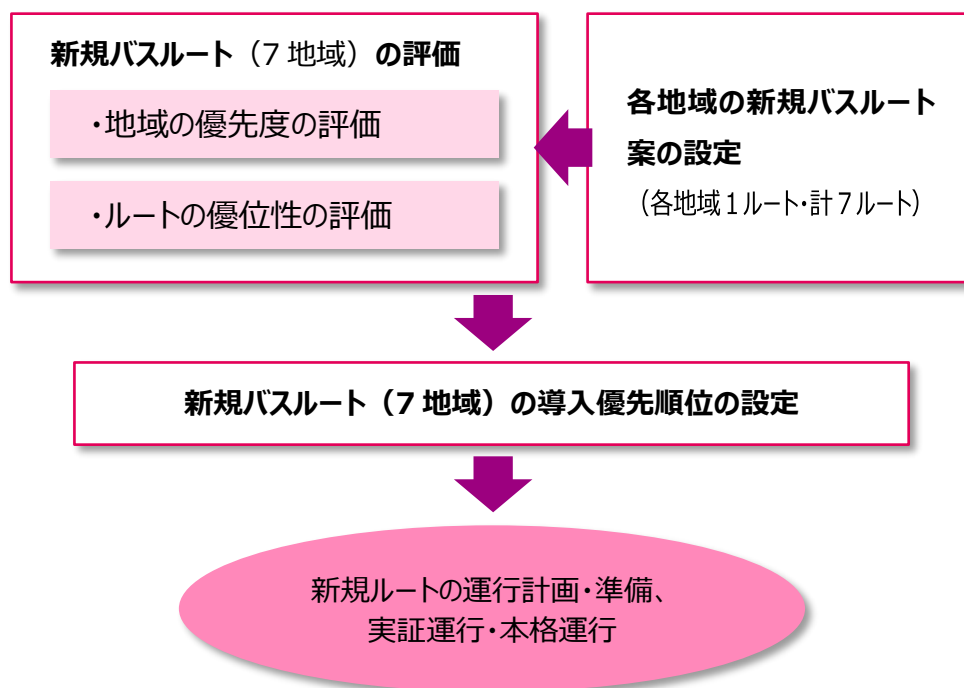 新規バスルート（7 地域）の評価
・地域の優先度の評価
・ルートの優位性の評価
各地域の新規バスルート
案の設定
（各地域１ルート・計７ルート）
新規バスルート（7 地域）の導入優先順位の設定
新規ルートの運行計画・準備、
実証運行・本格運行